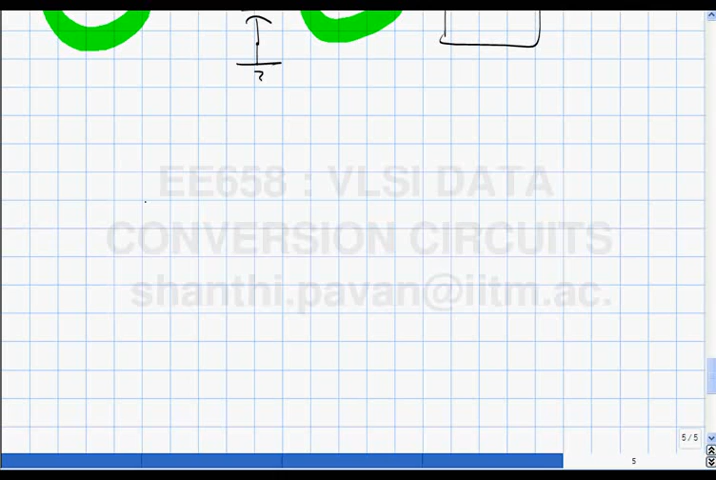 ?
EE658 : VLSI DATA
CONVERSION CIRCUITS
shanthi.pavan@iitm.ac.
5 / 5
5